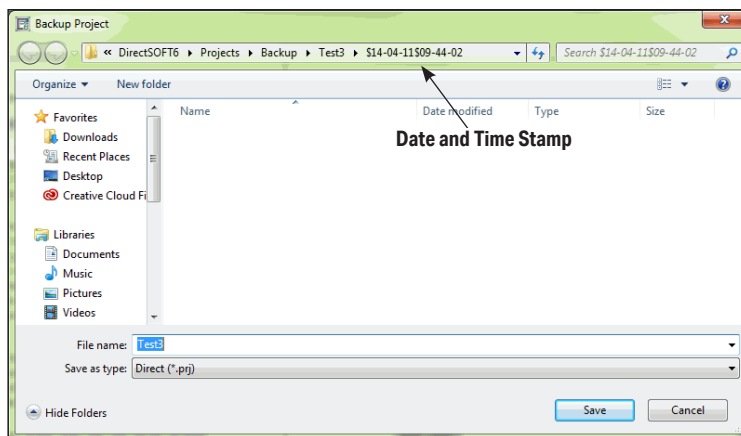 Backup Project
« DirectSOFT6 Projects Backup Test3 $14-04-11$09-44-02 Search $14-04-11$09-44-02
Organize New folder
Favorites
Name Date modified Type Size
Date and Time Stamp
Downloads
Recent Places
Desktop
Creative Cloud Fi
Libraries
Documents
Music
Pictures
Videos
File name: Test3
Save as type: Direct (*.prj)
Hide Folders Save Cancel